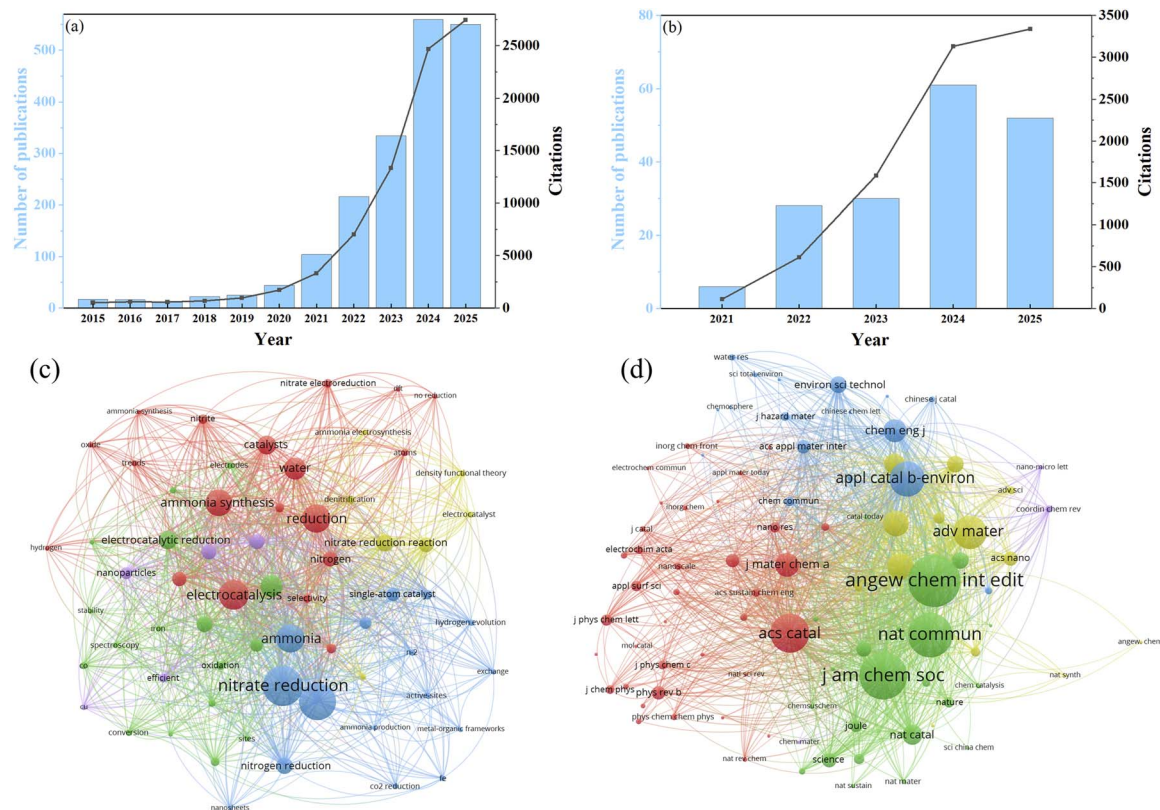 (a)
Number of publications
500
400
300
200
100
0
25000
20000
15000
10000
5000
0
Citations
2015 2016 2017 2018 2019 2020 2021 2022 2023 2024 2025
Year
(b)
Number of publications
80
60
40
20
0
3500
3000
2500
2000
1500
1000
500
0
Citations
2021 2022 2023 2024 2025
Year
(c)
nitrate electroreduction
no reduction
ammonia synthesis
nitrite
ammonia electrosynthesis
oxide
catalysts
atoms
trends
electrodes
water
density functional theory
denitrification
ammonia synthesis
reduction
electrocatalyst
hydrogen
electrocatalytic reduction
nitrate reduction reaction
nitrogen
nanoparticles
electrocatalysis
selectivity
single-atom catalyst
stability
iron
hydrogen evolution
spectroscopy
ammonia
n-2
co
oxidation
efficient
exchange
nitrate reduction
active-sites
cu
ammonia production
metal-organic frameworks
conversion
sites
nitrogen reduction
co2 reduction
fe
nanosheets
(d)
water res
sci total environ
environ sci technol
chinese j catal
chemosphere
j hazard mater
chinese chem lett
chem eng j
inorg chem front
acs appl mater inter
electrochem commun
appl mater today
nano-micro lett
appl catal b-environ
adv sci
inorg chem
chem commun
coordin chem rev
j catal
nano res
catal today
adv mater
electrochim acta
nanoscale
j mater chem a
acs nano
appl surf sci
acs sustain chem eng
angew chem int edit
j phys chem lett
acs catal
nat commun
mol catal
angew. chem
j phys chem c
natl sci rev
nat synth
j chem phys
phys rev b
j am chem soc
chem catalysis
chemsuschem
nature
phys chem chem phys
joule
chem mater
nat catal
sci china chem
nat rev chem
science
nat sustain
nat mater